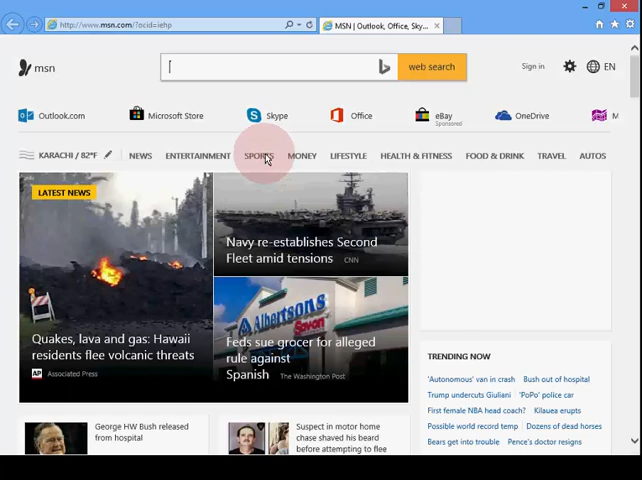 http://www.msn.com/?ocid=iehp
MSN | Outlook, Office, Sky...
msn
web search
Sign in
EN
Outlook.com
Microsoft Store
Skype
Office
eBay
Sponsored
OneDrive
M
KARACHI / 82°F
NEWS
ENTERTAINMENT
SPORTS
MONEY
LIFESTYLE
HEALTH & FITNESS
FOOD & DRINK
TRAVEL
AUTOS
LATEST NEWS
Quakes, lava and gas: Hawaii
residents flee volcanic threats
AP Associated Press
Navy re-establishes Second
Fleet amid tensions CNN
Albertsons
Savon
Feds sue grocer for alleged
rule against
Spanish The Washington Post
TRENDING NOW
'Autonomous' van in crash Bush out of hospital
Trump undercuts Giuliani 'PoPo' police car
First female NBA head coach? Kilauea erupts
Possible world record temp Dozens of dead horses
Bears get into trouble Pence's doctor resigns
George HW Bush released
from hospital
Suspect in motor home
chase shaved his beard
before attempting to flee